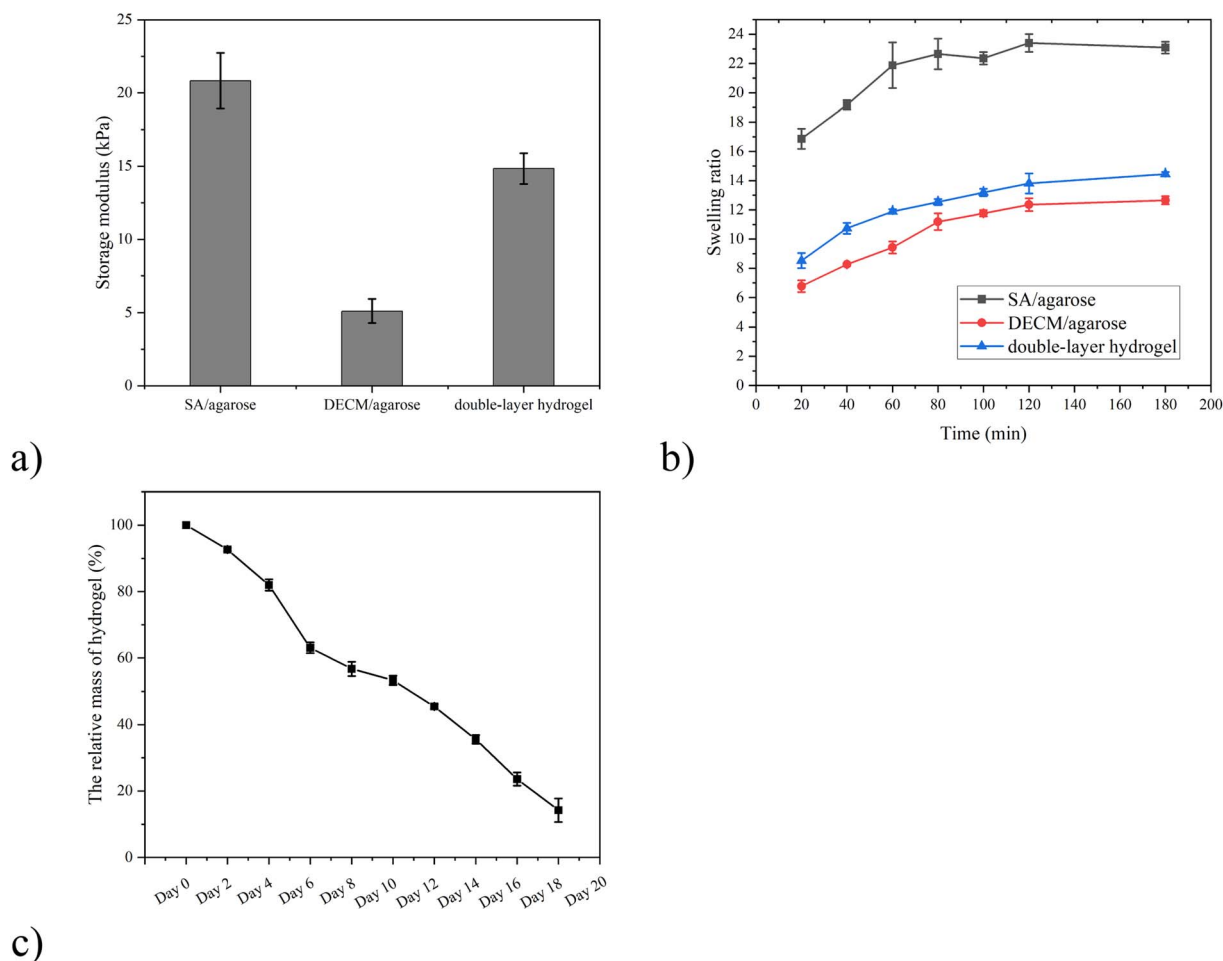 25
20
15
10
5
0
Storage modulus (kPa)
SA/agarose DECM/agarose double-layer hydrogel
a)
24
22
20
18
16
14
12
10
8
6
4
2
0
Swelling ratio
SA/agarose
DECM/agarose
double-layer hydrogel
0 20 40 60 80 100 120 140 160 180 200
Time (min)
b)
100
80
60
40
20
0
The relative mass of hydrogel (%)
Day 0 Day 2 Day 4 Day 6 Day 8 Day 10 Day 12 Day 14 Day 16 Day 18 Day 20
c)